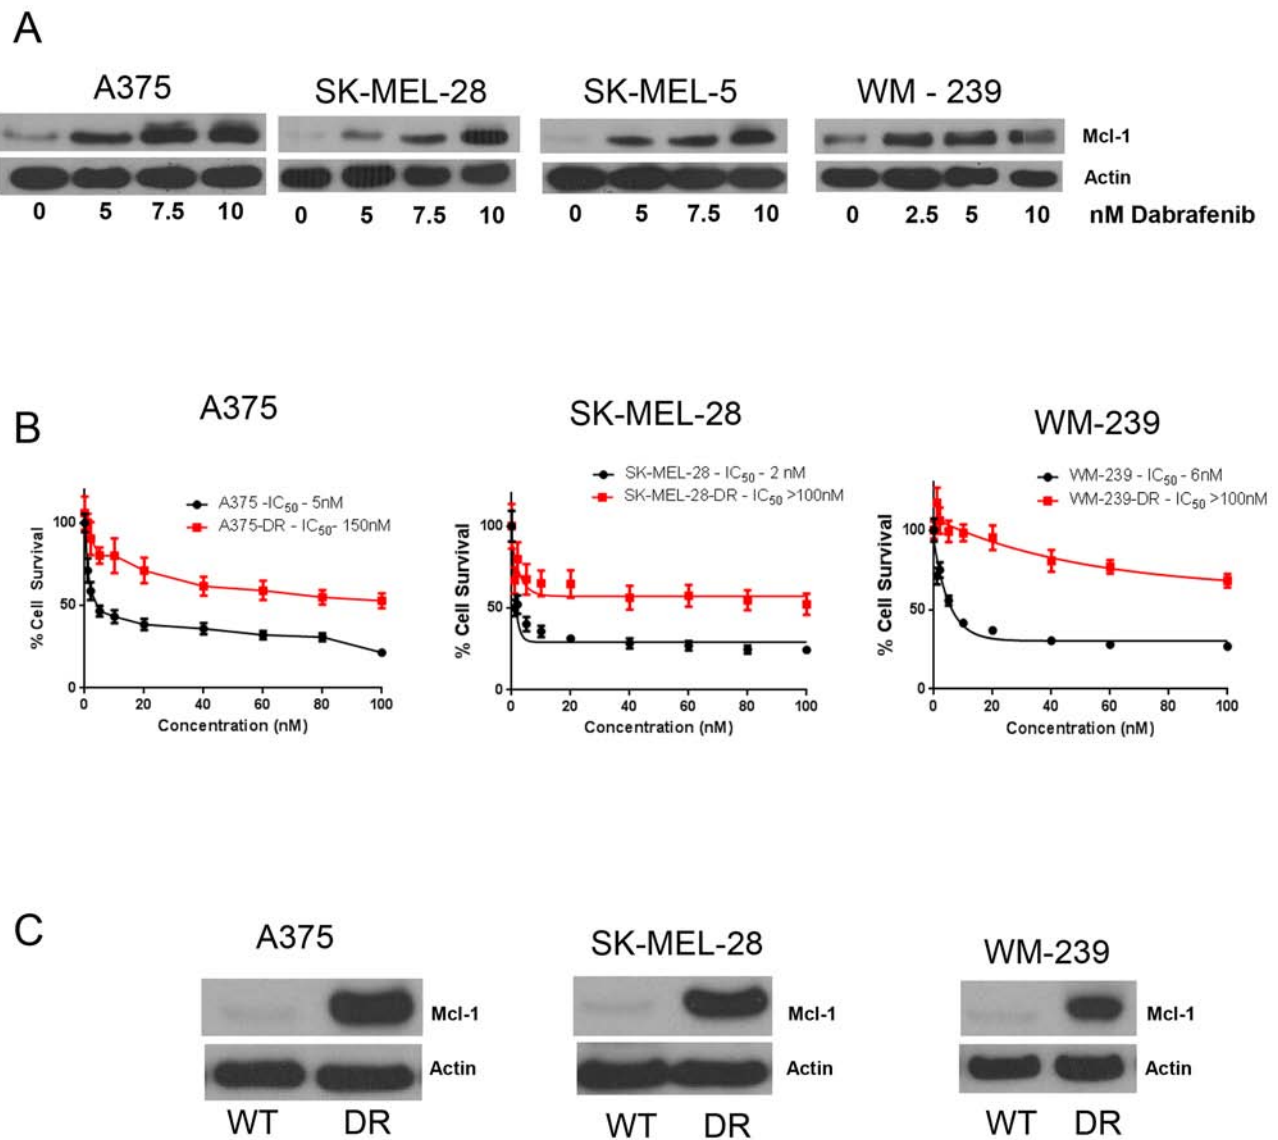 A
A375 SK-MEL-28 SK-MEL-5 WM - 239
Mcl-1
Actin
0 5 7.5 10 0 5 7.5 10 0 5 7.5 10 0 2.5 5 10 nM Dabrafenib
B
A375
SK-MEL-28
WM-239
A375 -IC50 - 5nM
A375-DR - IC50- 150nM
% Cell Survival
100
50
0
0 20 40 60 80 100
Concentration (nM)
SK-MEL-28 - IC50 - 2 nM
SK-MEL-28-DR - IC50 >100nM
% Cell Survival
100
50
0
0 20 40 60 80 100
Concentration (nM)
WM-239 - IC50 - 6nM
WM-239-DR - IC50 >100nM
% Cell Survival
100
50
0
0 20 40 60 80 100
Concentration (nM)
C
A375
Mcl-1
Actin
WT DR
SK-MEL-28
Mcl-1
Actin
WT DR
WM-239
Mcl-1
Actin
WT DR